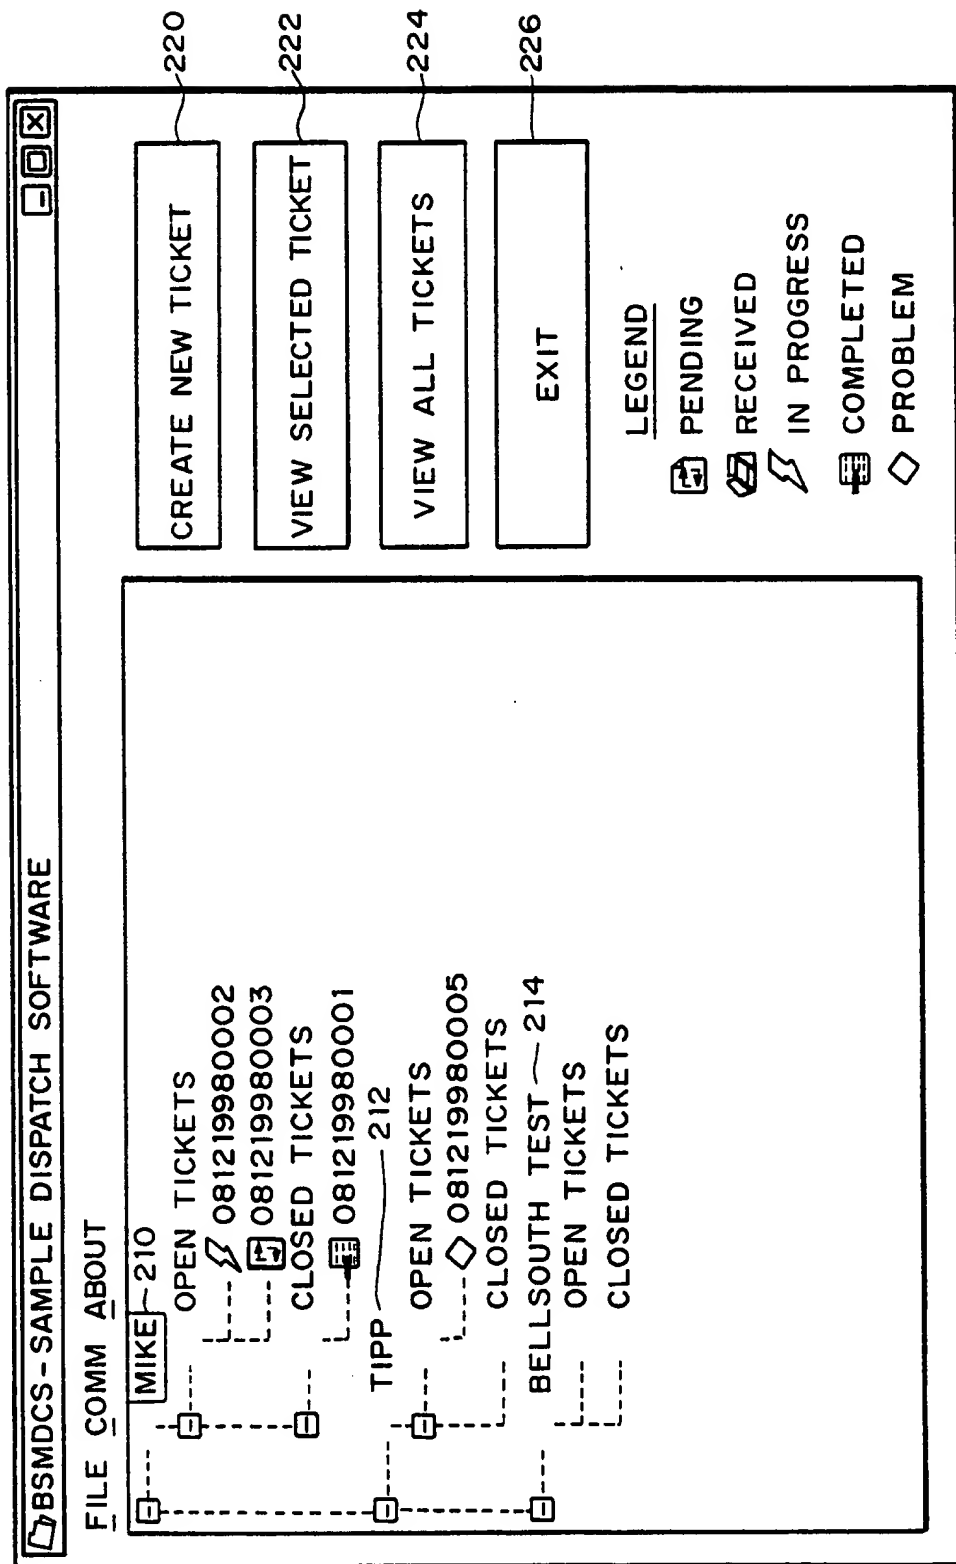 BSMDCS-SAMPLE DISPATCH SOFTWARE
FILE COMM ABOUT
MIKE 210
OPEN TICKETS
081219980002
081219980003
CLOSED TICKETS
081219980001
TIPP 212
OPEN TICKETS
081219980005
CLOSED TICKETS
BELLSOUTH TEST 214
OPEN TICKETS
CLOSED TICKETS
CREATE NEW TICKET 220
VIEW SELECTED TICKET 222
VIEW ALL TICKETS 224
EXIT 226
LEGEND
PENDING
RECEIVED
IN PROGRESS
COMPLETED
PROBLEM